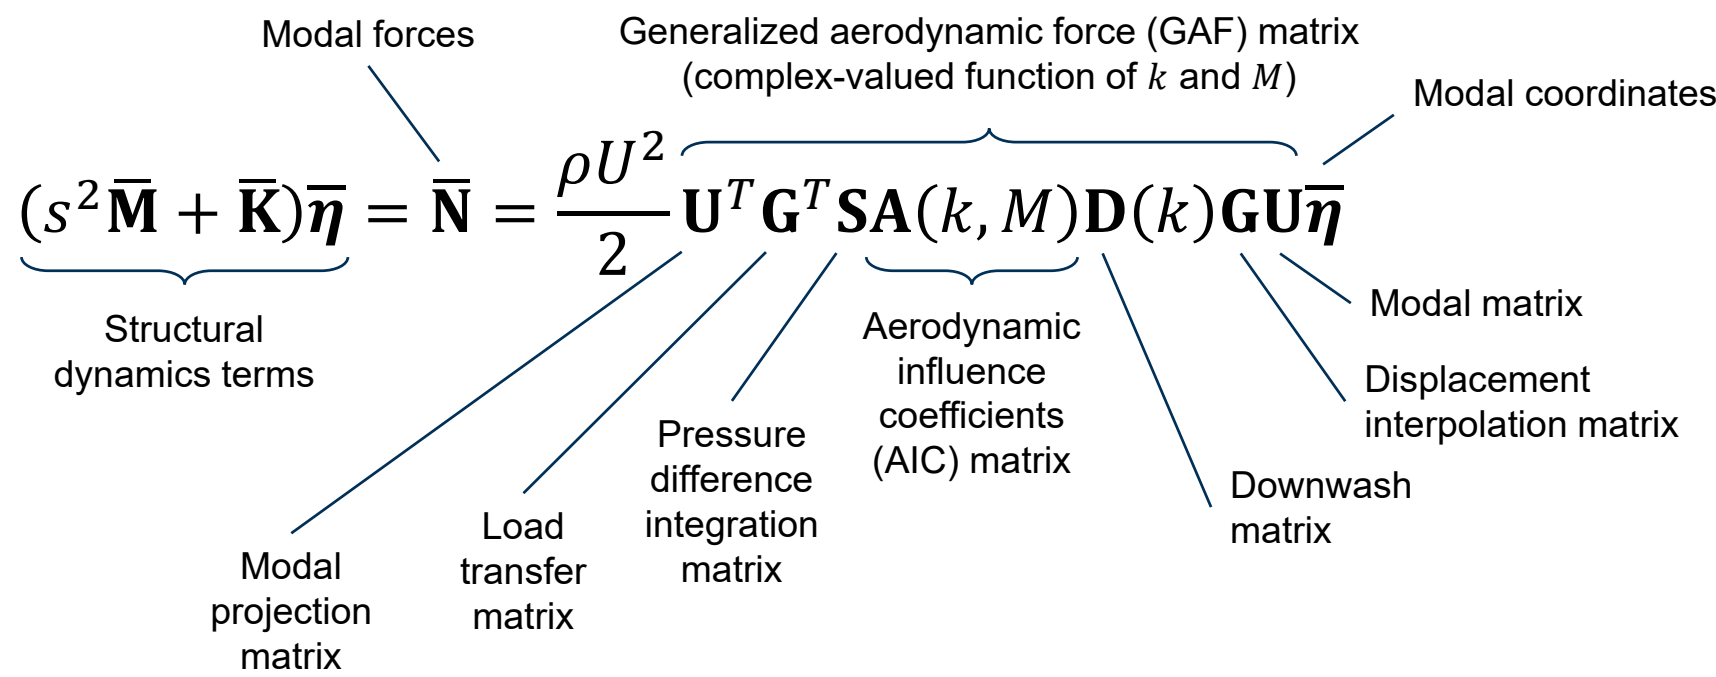 Modal forces
Generalized aerodynamic force (GAF) matrix
(complex-valued function of k and M)
Modal coordinates
(s²M̅ + K̅)η̅ = N̅ = ρU²/2 UᵀGᵀSA(k, M)D(k)GUη̅
Structural
dynamics terms
Modal
projection
matrix
Load
transfer
matrix
Pressure
difference
integration
matrix
Aerodynamic
influence
coefficients
(AIC) matrix
Downwash
matrix
Displacement
interpolation matrix
Modal matrix